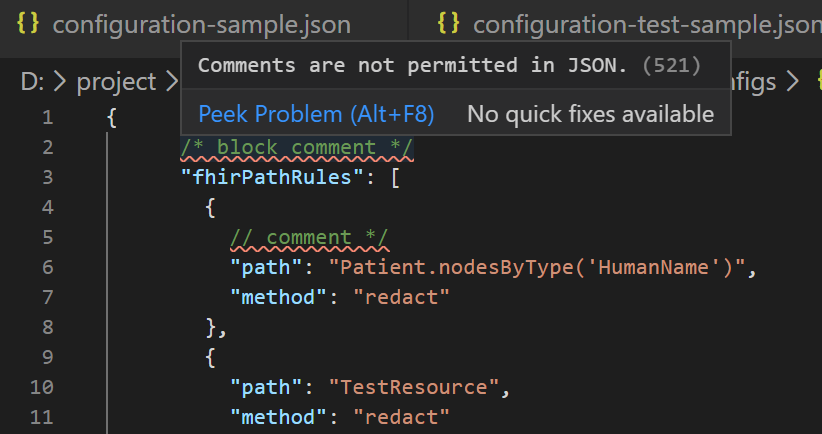 {} configuration-sample.json {} configuration-test-sample.json
Comments are not permitted in JSON. (521)
D: > project > figs > {
Peek Problem (Alt+F8) No quick fixes available
1 {
2 /* block comment */
3 "fhirPathRules": [
4 {
5 // comment */
6 "path": "Patient.nodesByType('HumanName')",
7 "method": "redact"
8 },
9 {
10 "path": "TestResource",
11 "method": "redact"